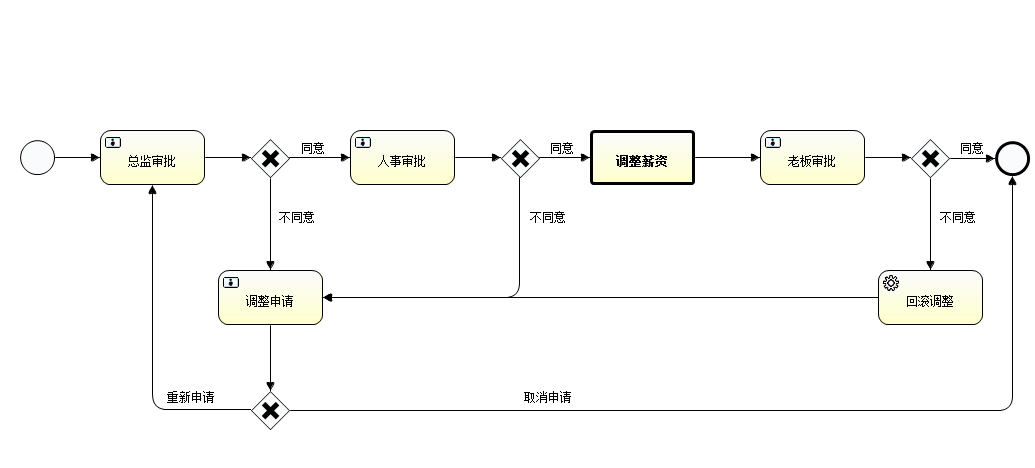 总监审批
同意
人事审批
同意
调整薪资
老板审批
同意
不同意
不同意
不同意
调整申请
回滚调整
重新申请
取消申请